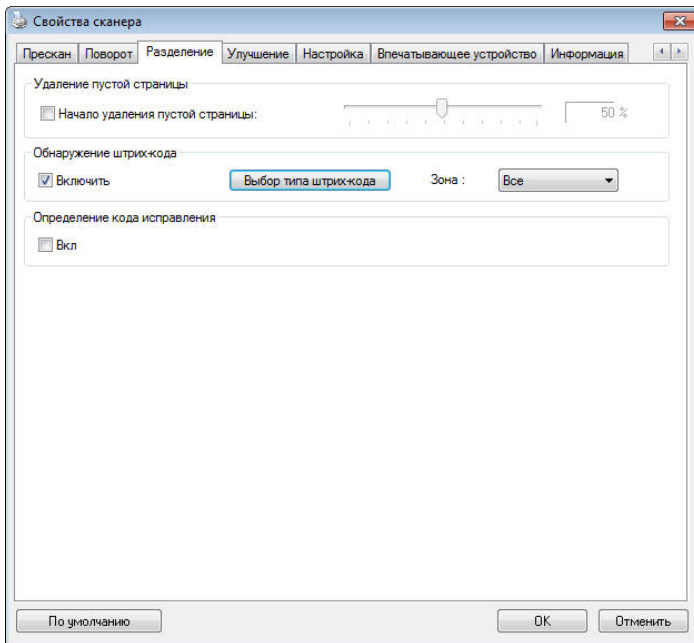 Свойства сканера
Прескан Поворот Разделение Улучшение Настройка Впечатывающее устройство Информация
Удаление пустой страницы
Начало удаления пустой страницы: 50 %
Обнаружение штрих-кода
Включить Выбор типа штрих-кода Зона : Все
Определение кода исправления
Вкл
По умолчанию OK Отменить